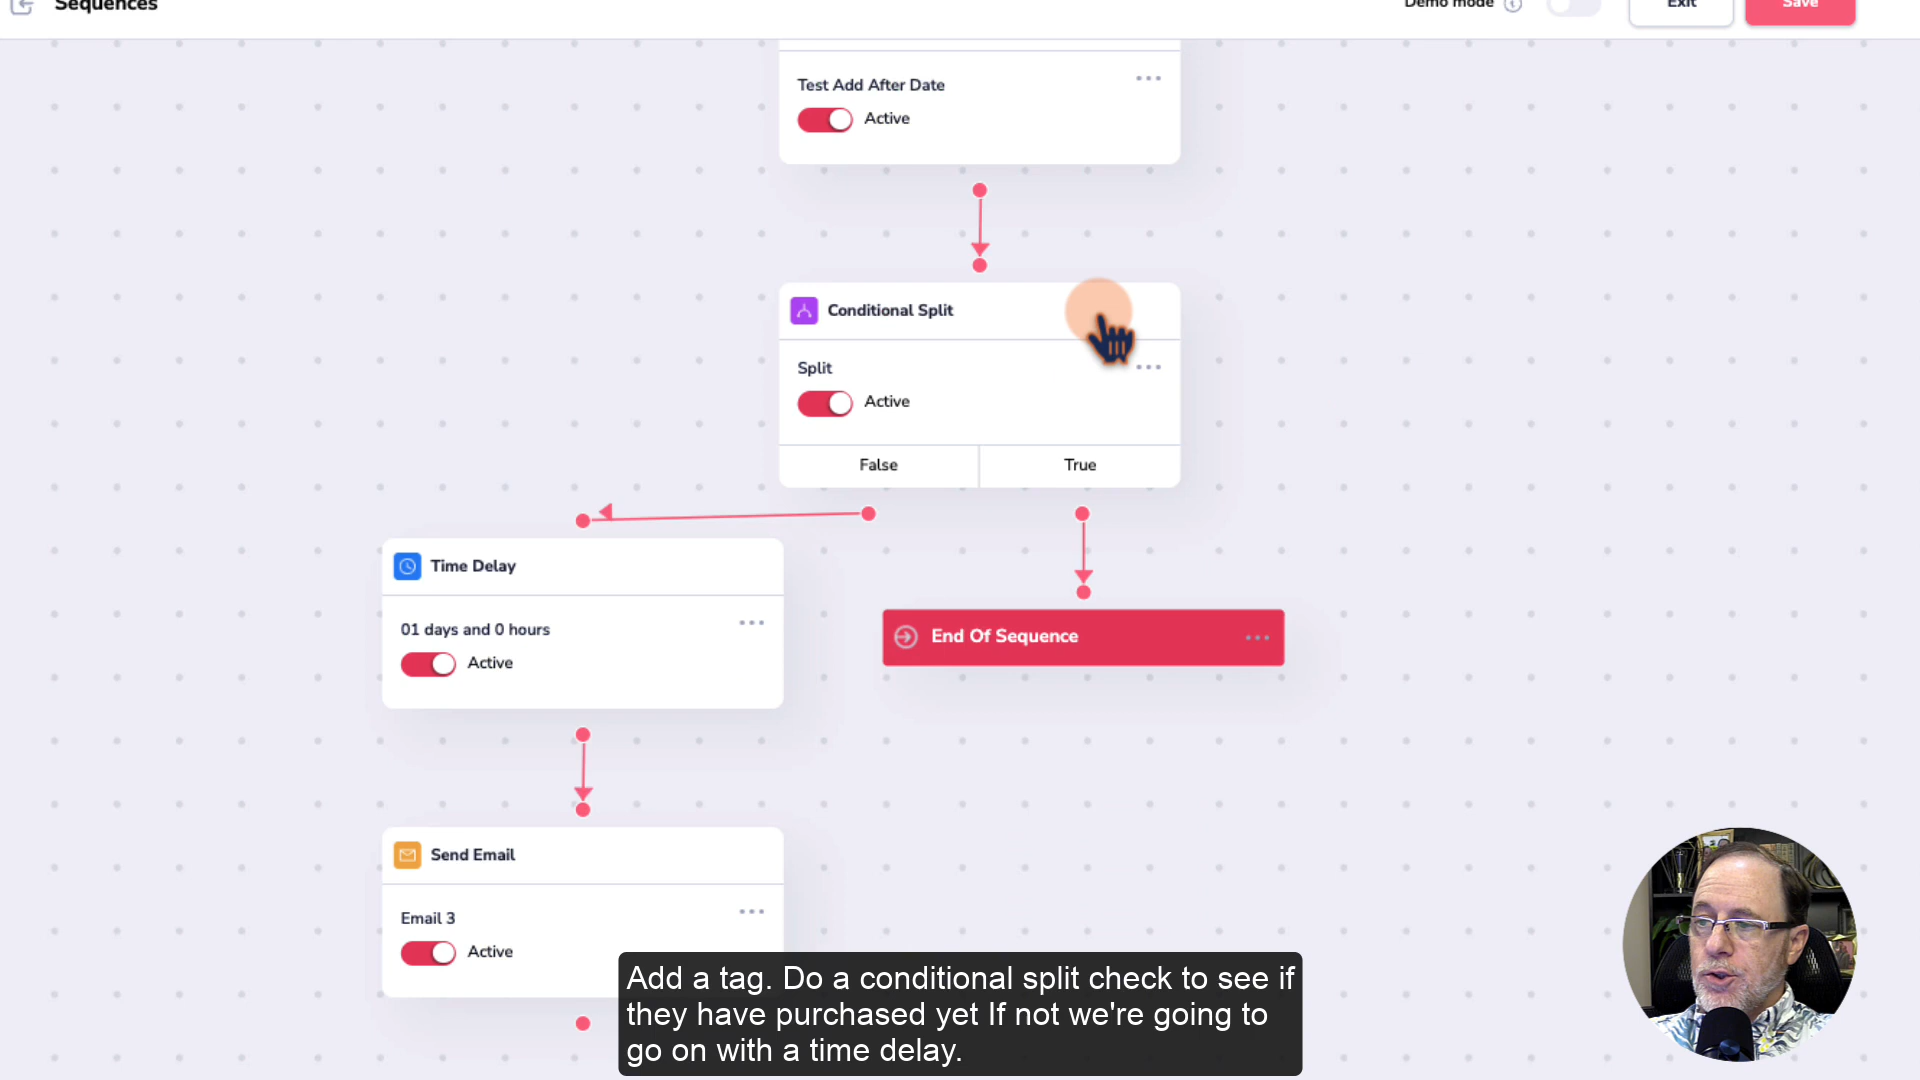 Sequences
Demo mode
Exit
Save
Test Add After Date
Active
Conditional Split
Split
Active
False
True
Time Delay
01 days and 0 hours
Active
End Of Sequence
Send Email
Email 3
Active
Add a tag. Do a conditional split check to see if
they have purchased yet If not we're going to
go on with a time delay.